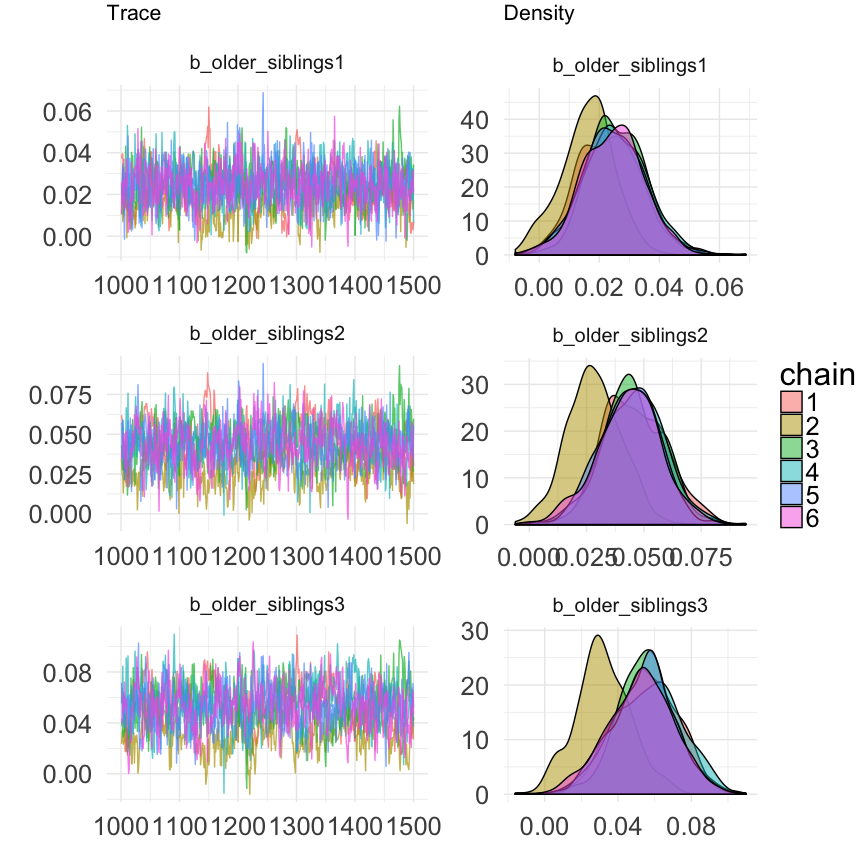 Trace
Density
b_older_siblings1
0.06
0.04
0.02
0.00
1000 1100 1200 1300 1400 1500
b_older_siblings1
40
30
20
10
0
0.00 0.02 0.04 0.06
b_older_siblings2
0.075
0.050
0.025
0.000
1000 1100 1200 1300 1400 1500
b_older_siblings2
30
20
10
0
0.000 0.025 0.050 0.075
b_older_siblings3
0.08
0.04
0.00
1000 1100 1200 1300 1400 1500
b_older_siblings3
30
20
10
0
0.00 0.04 0.08
chain
1
2
3
4
5
6